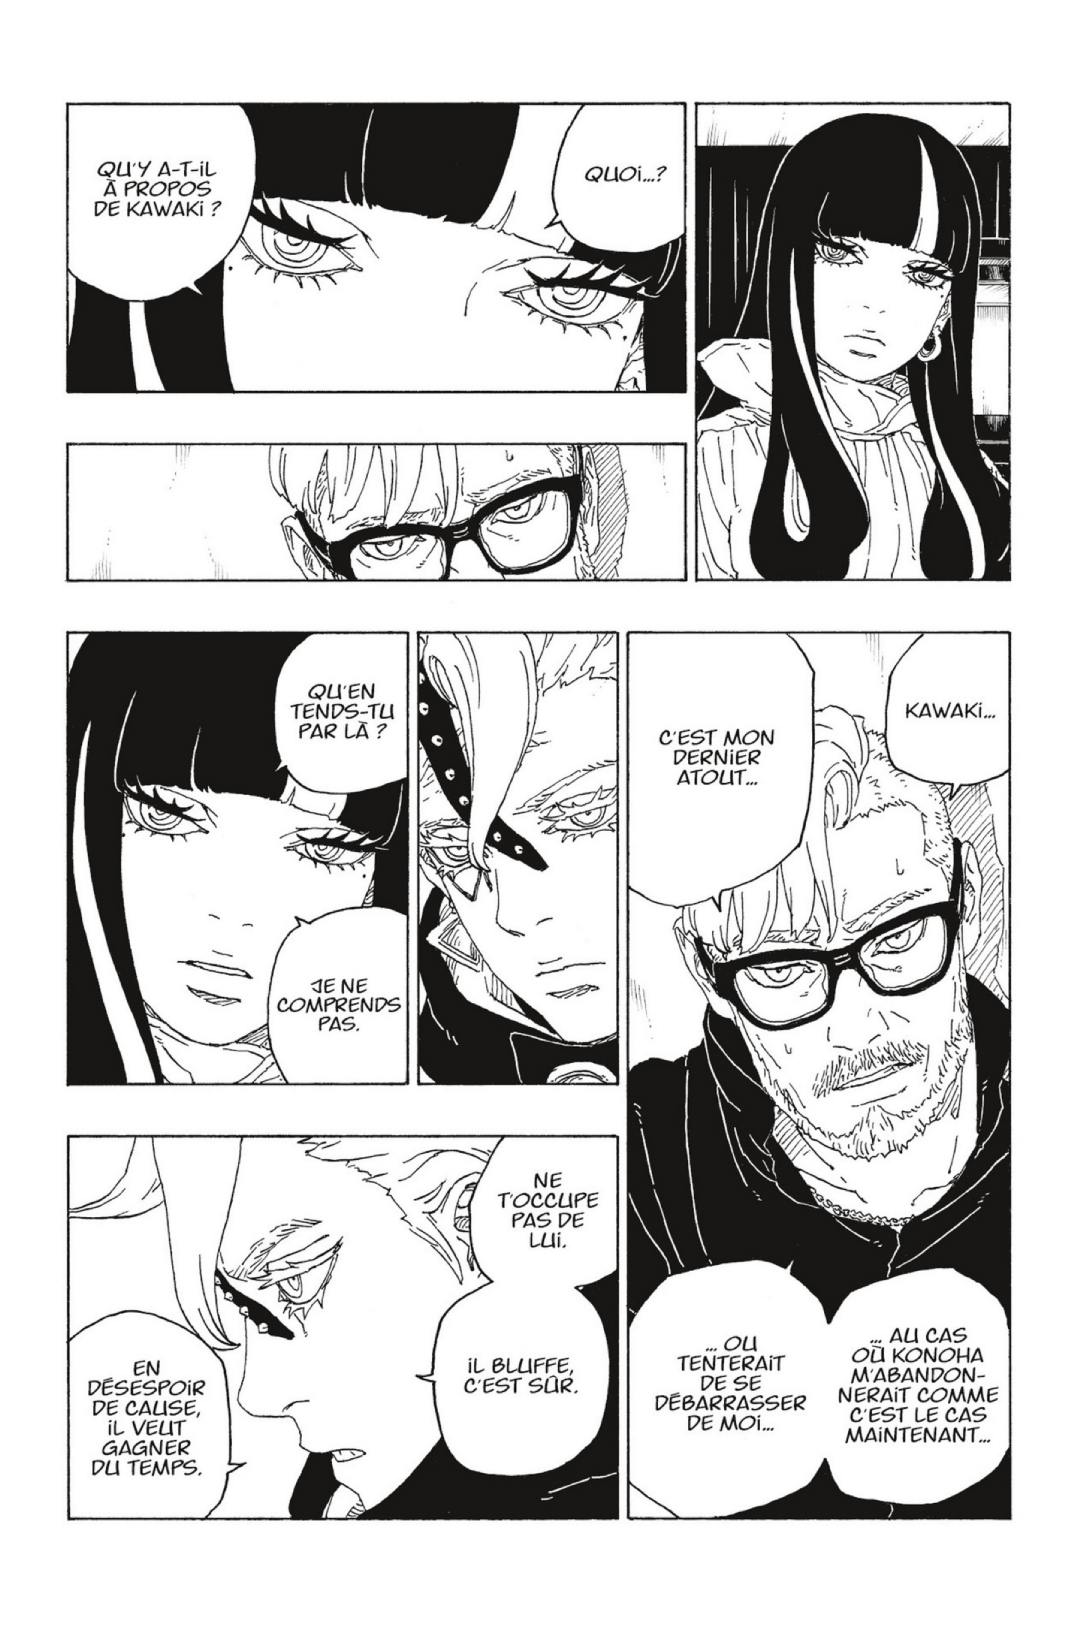 QUOI...?
QU'Y A-T-IL
À PROPOS
DE KAWAKI ?
KAWAKI...
C'EST MON
DERNIER
ATOUT...
... AU CAS
OÙ KONOHA
M'ABANDON-
NERAIT COMME
C'EST LE CAS
MAINTENANT...
... OU
TENTERAIT
DE SE
DÉBARRASSER
DE MOI...
QU'EN
TENDS-TU
PAR LÀ ?
JE NE
COMPRENDS
PAS.
NE
T'OCCUPE
PAS DE
LUI.
IL BLUFFE,
C'EST SÛR.
EN
DÉSESPOIR
DE CAUSE,
IL VEUT
GAGNER
DU TEMPS.